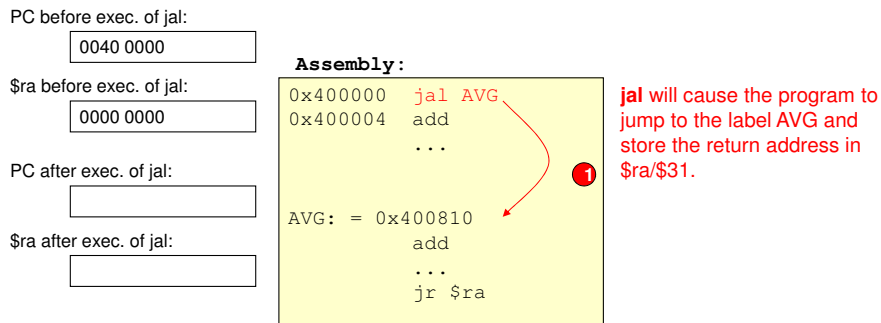 PC before exec. of jal:
0040 0000
$ra before exec. of jal:
0000 0000
PC after exec. of jal:
$ra after exec. of jal:
Assembly:
0x400000 jal AVG
0x400004 add
...
AVG: = 0x400810
add
...
jr $ra
1
jal will cause the program to
jump to the label AVG and
store the return address in
$ra/$31.